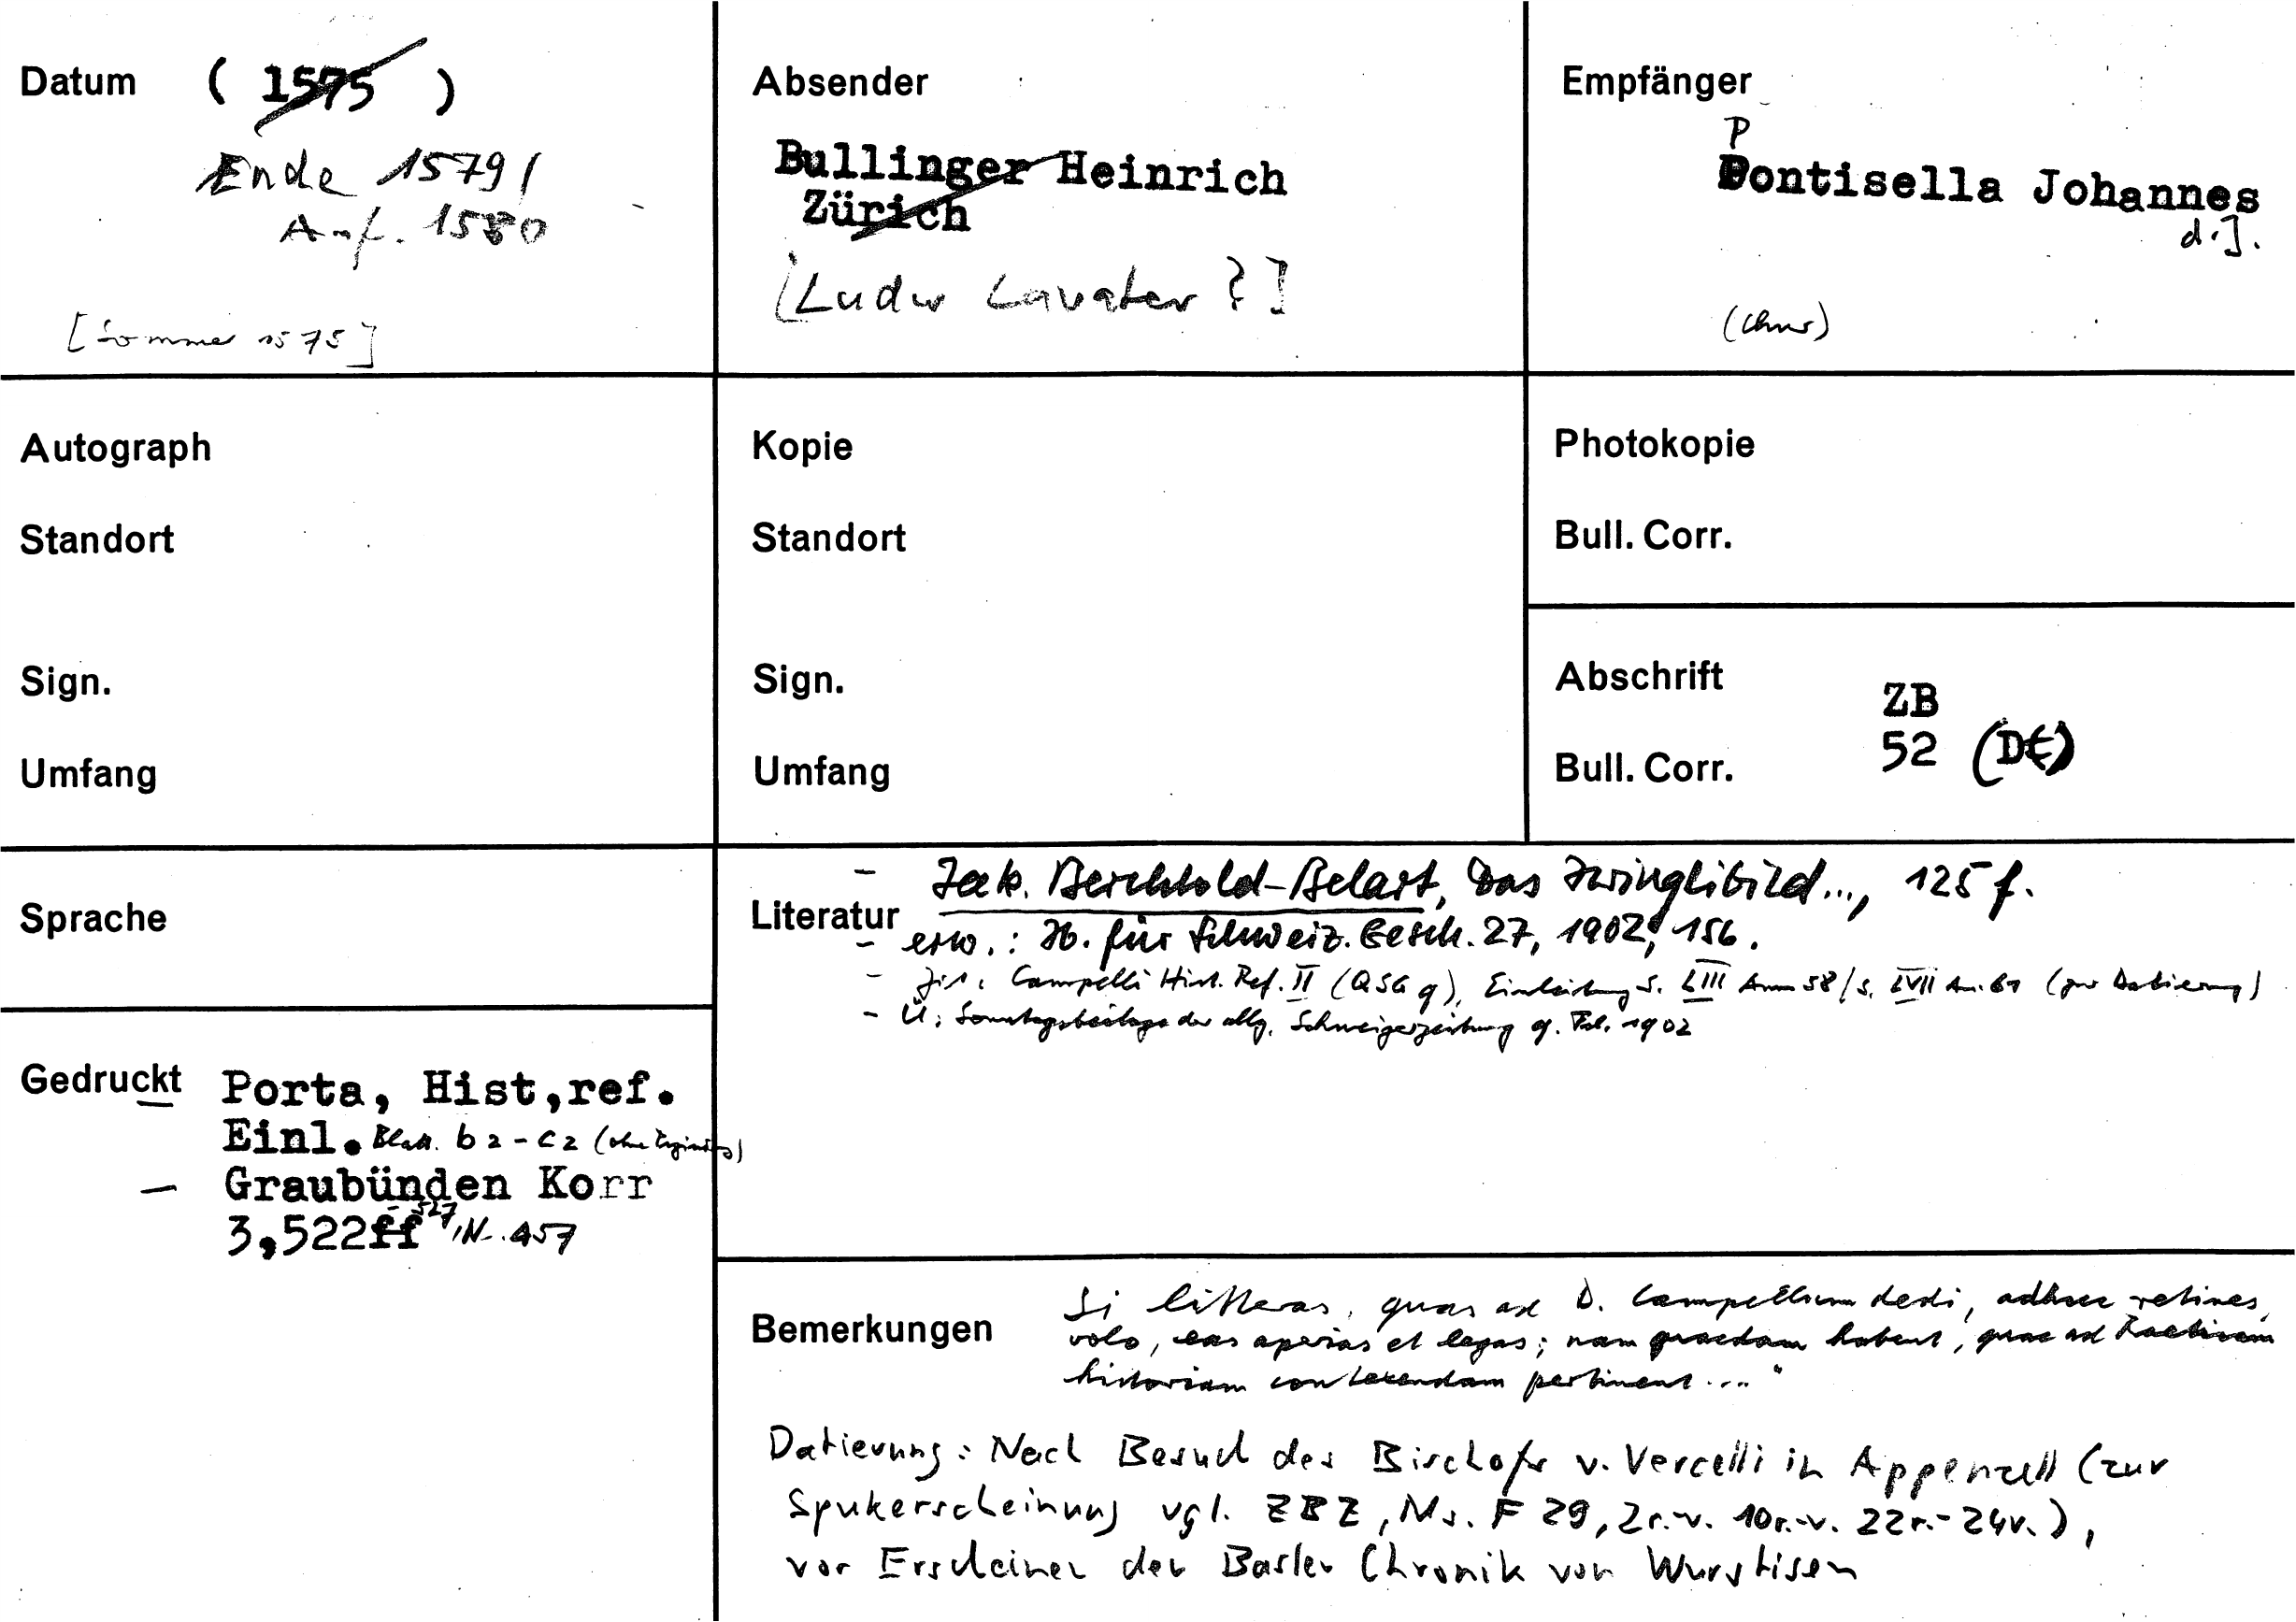 Datum ( 1575 )
Ende 1579/
Anf. 1580
[Sommer 1575]
Absender
Bullinger Heinrich
Zürich
[Ludw Lavater ?]
Empfänger
P
Pontisella Johannes
d.J.
(Chur)
Autograph
Standort
Sign.
Umfang
Kopie
Standort
Sign.
Umfang
Photokopie
Bull. Corr.
Abschrift ZB
Bull. Corr. 52 (DE)
Sprache
Gedruckt Porta, Hist,ref.
Einl. Blatt. b2-c2 (ohne
- Graubünden Korr
3,522ff -527, Nr. 457
- Jak. Berchtold-Belart, Das Zwinglibild..., 125 f.
Literatur
- erw.: Jb. für Schweiz. Gesch. 27, 1902, 156.
- Zit. Campelli Hist. Ref. II (QSG 9), Einleitung S. LIII Anm 58/S. LVII An. 61 (zur Datierung)
- Ü: Sonntagsbeilage der allg. Schweizerzeitung 9. Feb. 1902
Bemerkungen
Si litteras, quas ad D. Campellum dedi, adhuc retines,
volo, eas aperias et legas; nam quaedam habent, quae ad Raeticam
historiam contexendam pertinent ...."
Datierung: Nach Besuch des Bischofs v. Vercelli in Appenzell (zur
Spukerscheinung vgl. ZBZ, Ms. F 29, 2r.-v. 10r.-v. 22r.-24v.),
vor Erscheinen der Basler Chronik von Wurstisen